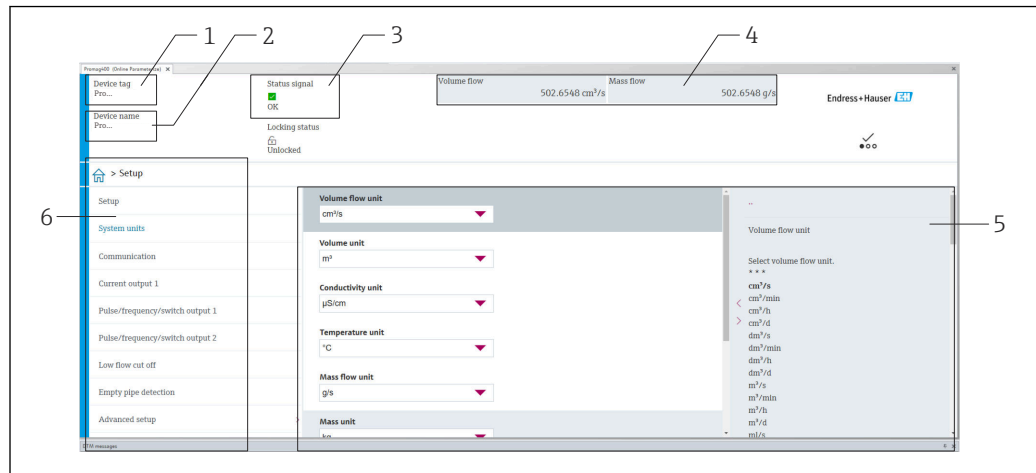 1 2 3 4
Promag400 (Online Parameterize) X
Device tag
Pro...
Device name
Pro...
Status signal
OK
Locking status
Unlocked
Volume flow
502.6548 cm³/s
Mass flow
502.6548 g/s
Endress+Hauser EH
> Setup
6
Setup
System units
Communication
Current output 1
Pulse/frequency/switch output 1
Pulse/frequency/switch output 2
Low flow cut off
Empty pipe detection
Advanced setup
Volume flow unit
cm³/s
Volume unit
m³
Conductivity unit
µS/cm
Temperature unit
°C
Mass flow unit
g/s
Mass unit
kg
5
..
Volume flow unit
Select volume flow unit.
* * *
cm³/s
cm³/min
cm³/h
cm³/d
dm³/s
dm³/min
dm³/h
dm³/d
m³/s
m³/min
m³/h
m³/d
ml/s
DTM messages